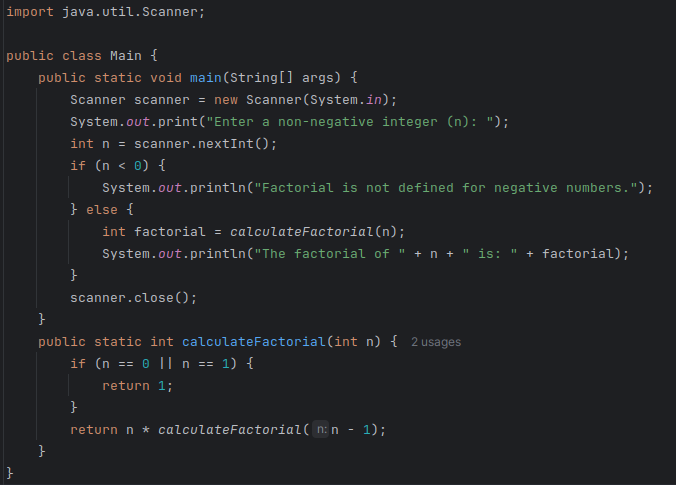 import java.util.Scanner;

public class Main {
    public static void main(String[] args) {
        Scanner scanner = new Scanner(System.in);
        System.out.print("Enter a non-negative integer (n): ");
        int n = scanner.nextInt();
        if (n < 0) {
            System.out.println("Factorial is not defined for negative numbers.");
        } else {
            int factorial = calculateFactorial(n);
            System.out.println("The factorial of " + n + " is: " + factorial);
        }
        scanner.close();
    }
    public static int calculateFactorial(int n) {  2 usages
        if (n == 0 || n == 1) {
            return 1;
        }
        return n * calculateFactorial( n: n - 1);
    }
}